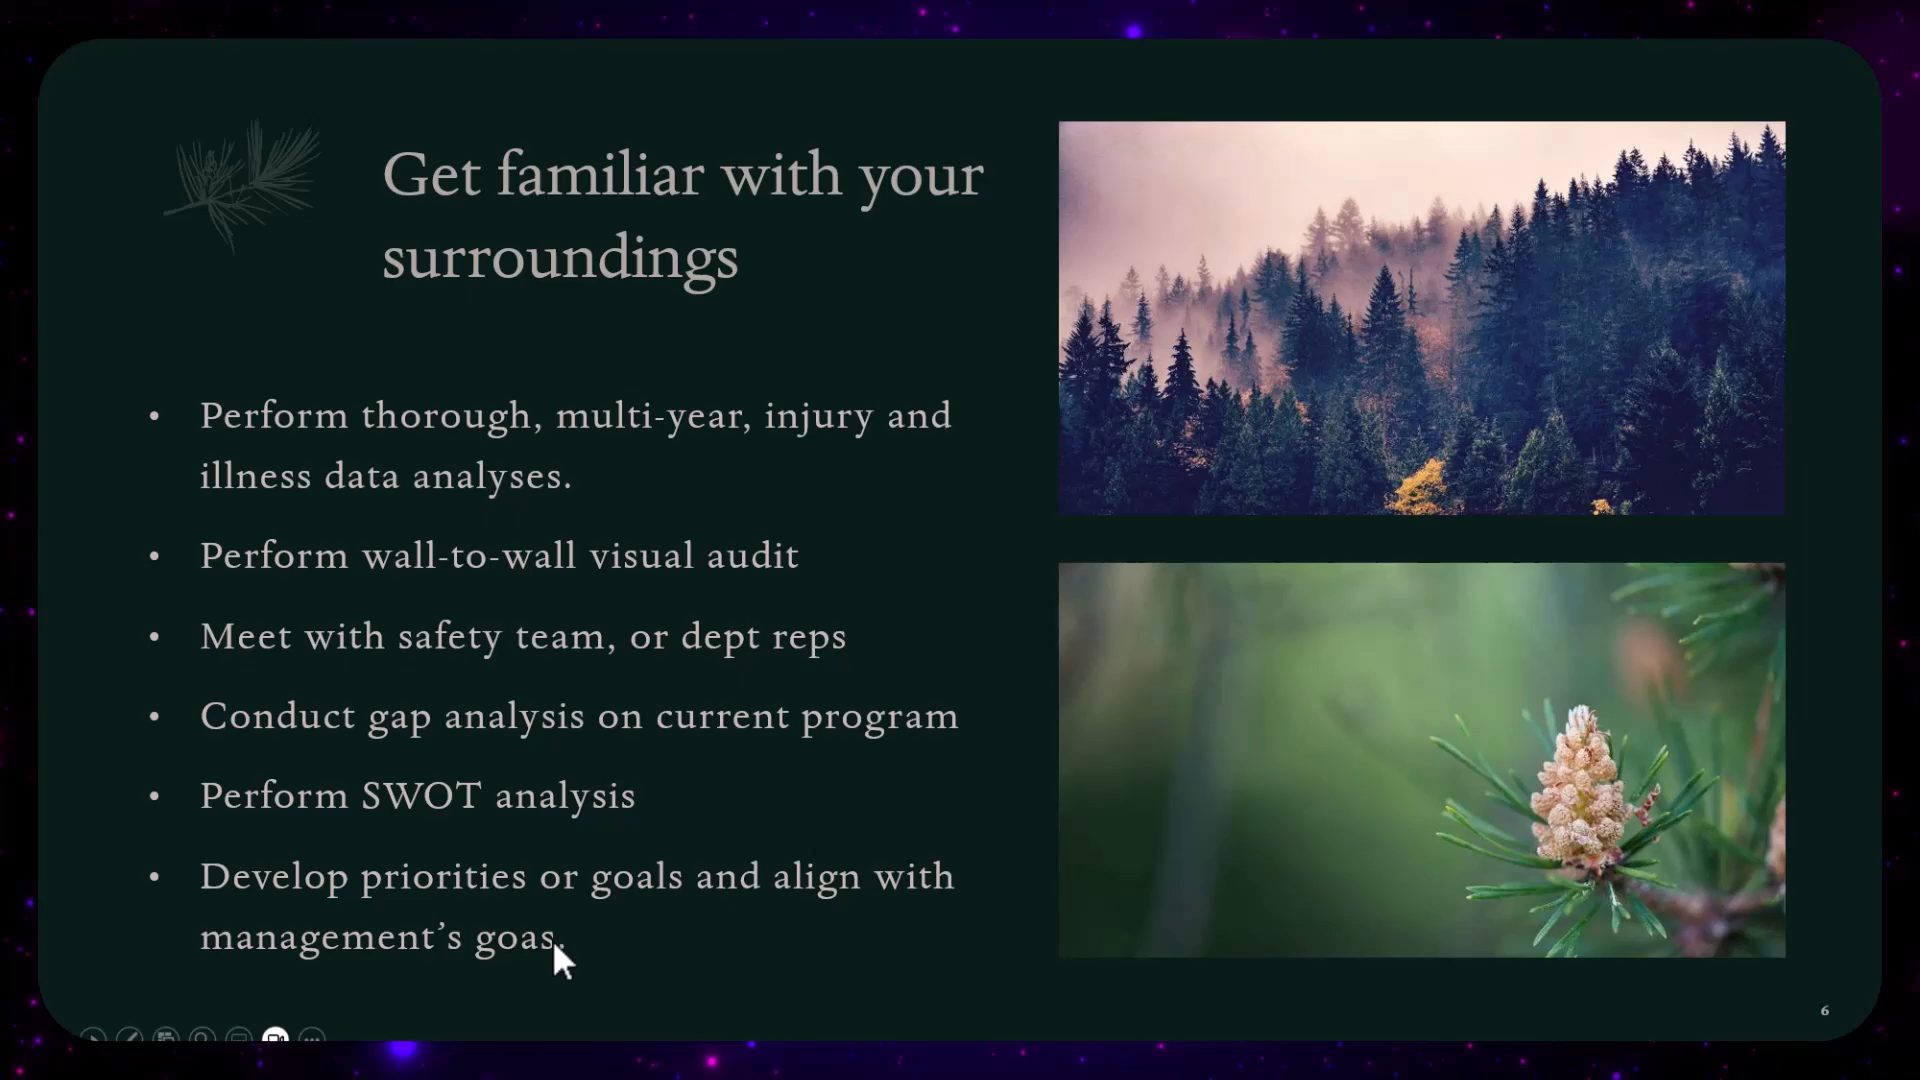 Get familiar with your
surroundings
• Perform thorough, multi-year, injury and
illness data analyses.
• Perform wall-to-wall visual audit
• Meet with safety team, or dept reps
• Conduct gap analysis on current program
• Perform SWOT analysis
• Develop priorities or goals and align with
management’s goas.
6